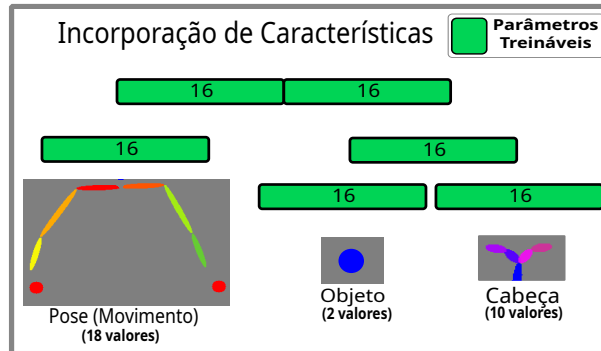 Incorporação de Características
Parâmetros
Treináveis
16 16
16 16
16 16
Pose (Movimento)
(18 valores)
Objeto
(2 valores)
Cabeça
(10 valores)